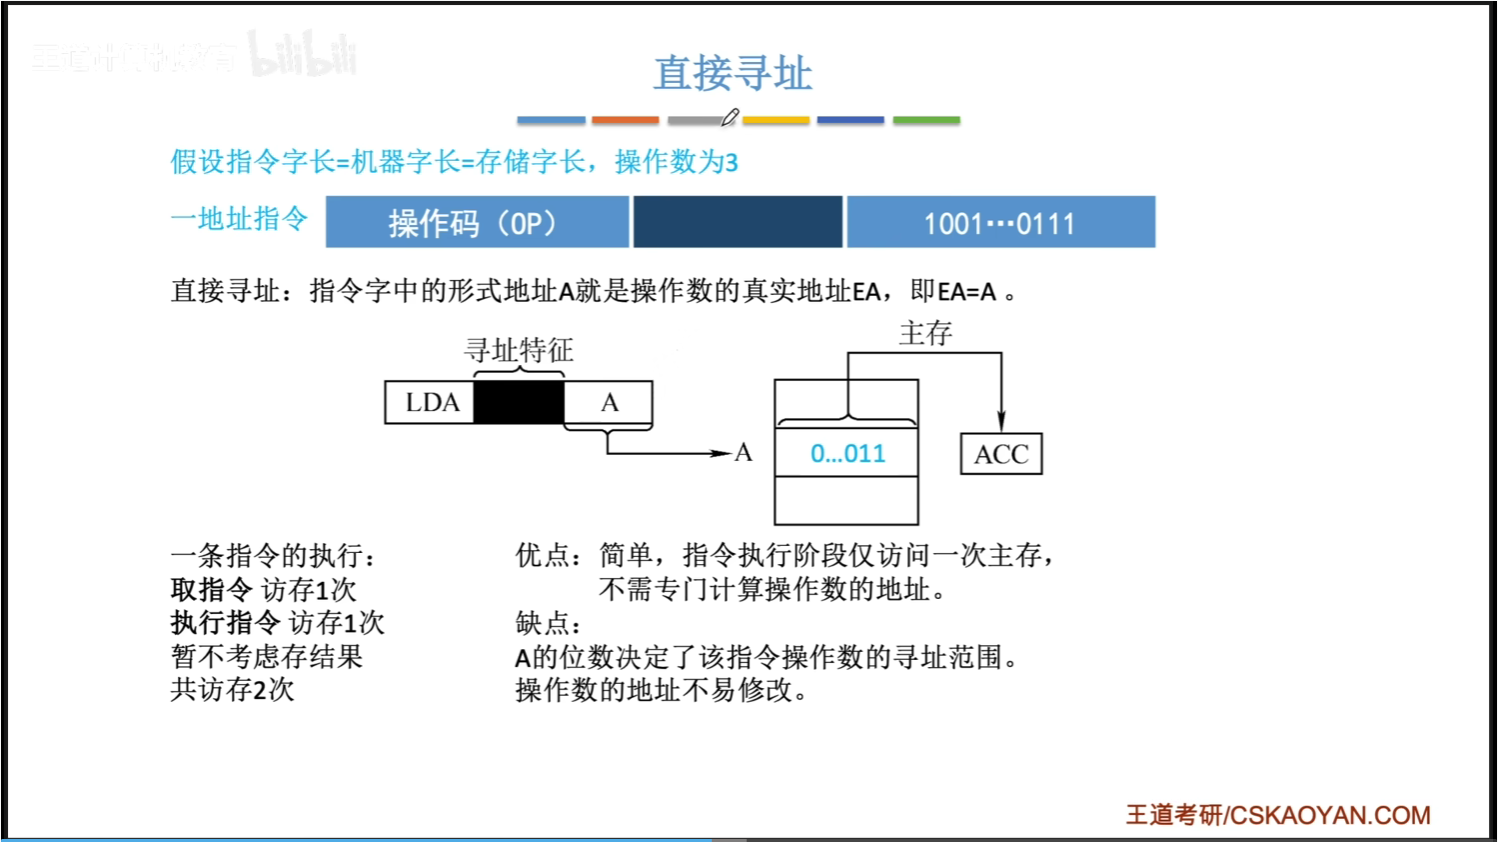 王道计算机教育 bilibili
直接寻址
假设指令字长=机器字长=存储字长，操作数为3
一地址指令 操作码（OP） 1001…0111
直接寻址：指令字中的形式地址A就是操作数的真实地址EA，即EA=A 。
主存
寻址特征
LDA A
A 0...011 ACC
一条指令的执行：
取指令 访存1次
执行指令 访存1次
暂不考虑存结果
共访存2次
优点：简单，指令执行阶段仅访问一次主存，
不需专门计算操作数的地址。
缺点：
A的位数决定了该指令操作数的寻址范围。
操作数的地址不易修改。
王道考研/CSKAOYAN.COM